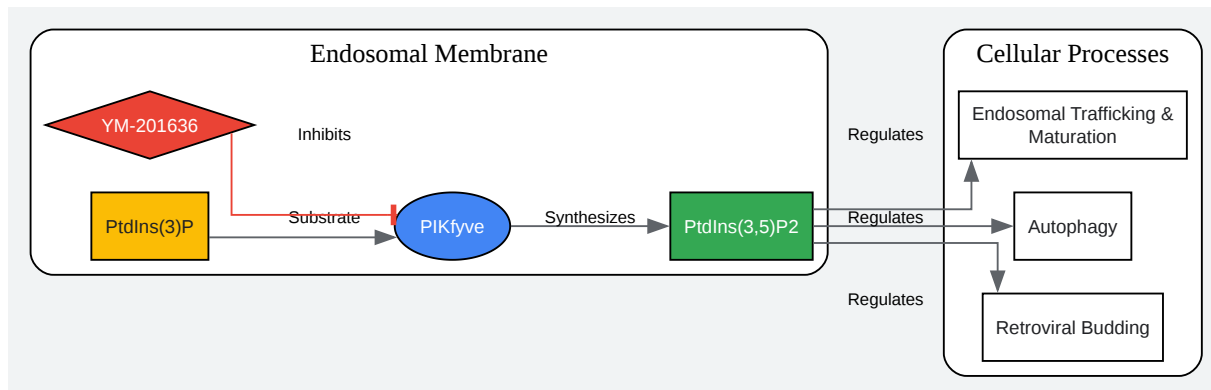 Endosomal Membrane
Cellular Processes
YM-201636
Inhibits
Regulates
Endosomal Trafficking &
Maturation
PtdIns(3)P
Substrate
PIKfyve
Synthesizes
PtdIns(3,5)P2
Regulates
Autophagy
Regulates
Retroviral Budding